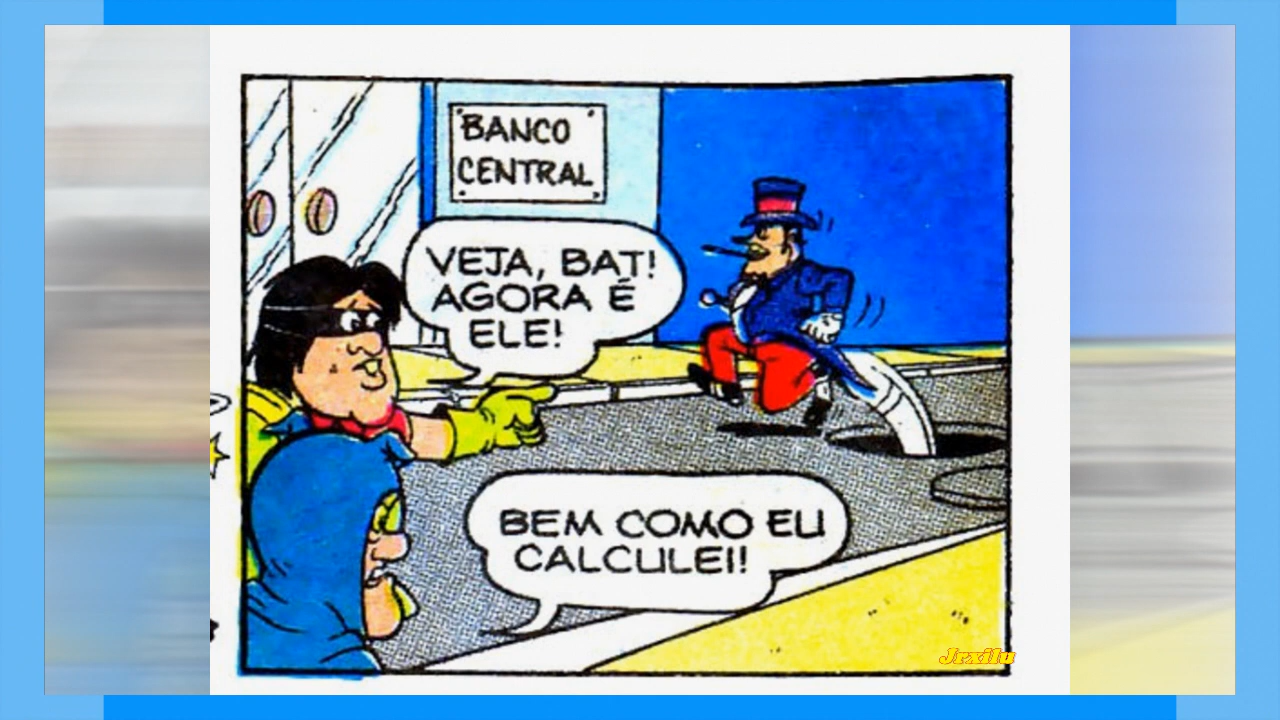 BANCO
CENTRAL
VEJA, BAT!
AGORA É
ELE!
BEM COMO EU
CALCULEI!!
Jrxilu